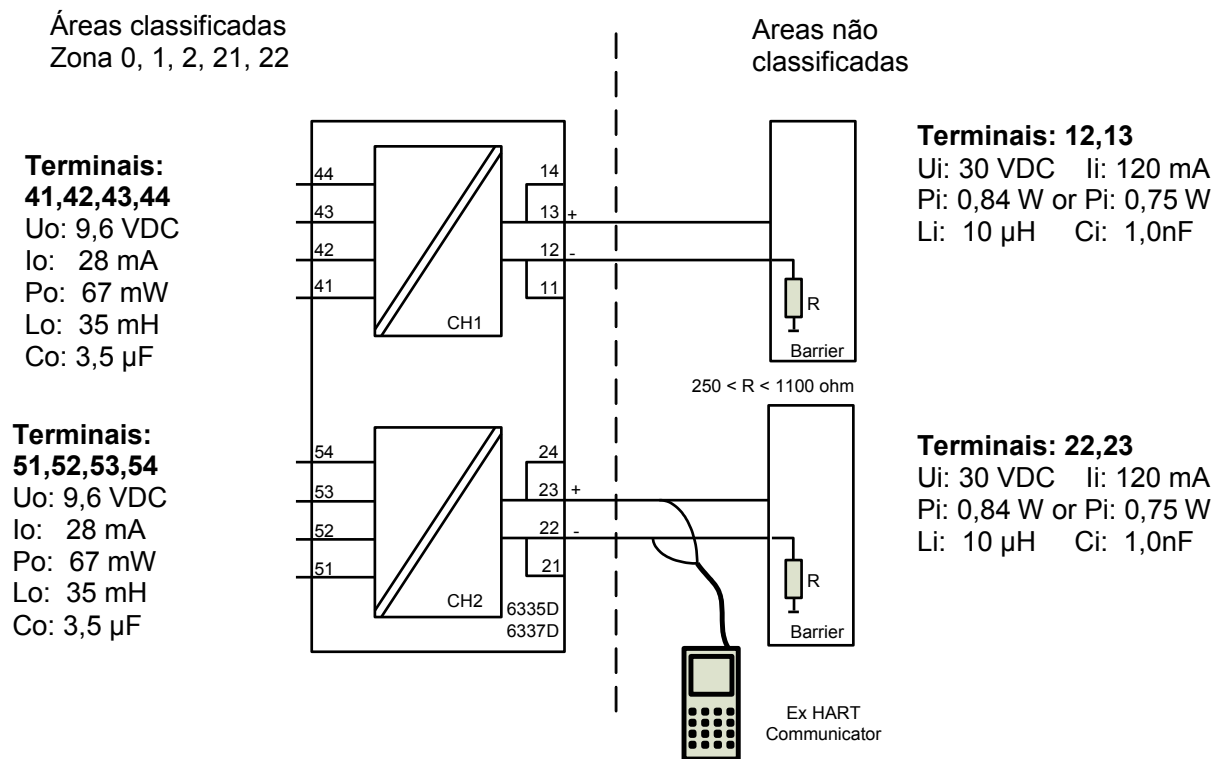 Áreas classificadas
Zona 0, 1, 2, 21, 22
Areas não
classificadas
Terminais:
41,42,43,44
Uo: 9,6 VDC
Io: 28 mA
Po: 67 mW
Lo: 35 mH
Co: 3,5 µF
44
43
42
41
CH1
14
13 +
12 -
11
R
Barrier
Terminais: 12,13
Ui: 30 VDC Ii: 120 mA
Pi: 0,84 W or Pi: 0,75 W
Li: 10 µH Ci: 1,0nF
250 < R < 1100 ohm
Terminais:
51,52,53,54
Uo: 9,6 VDC
Io: 28 mA
Po: 67 mW
Lo: 35 mH
Co: 3,5 µF
54
53
52
51
CH2
24
23 +
22 -
21
6335D
6337D
R
Barrier
Terminais: 22,23
Ui: 30 VDC Ii: 120 mA
Pi: 0,84 W or Pi: 0,75 W
Li: 10 µH Ci: 1,0nF
Ex HART
Communicator